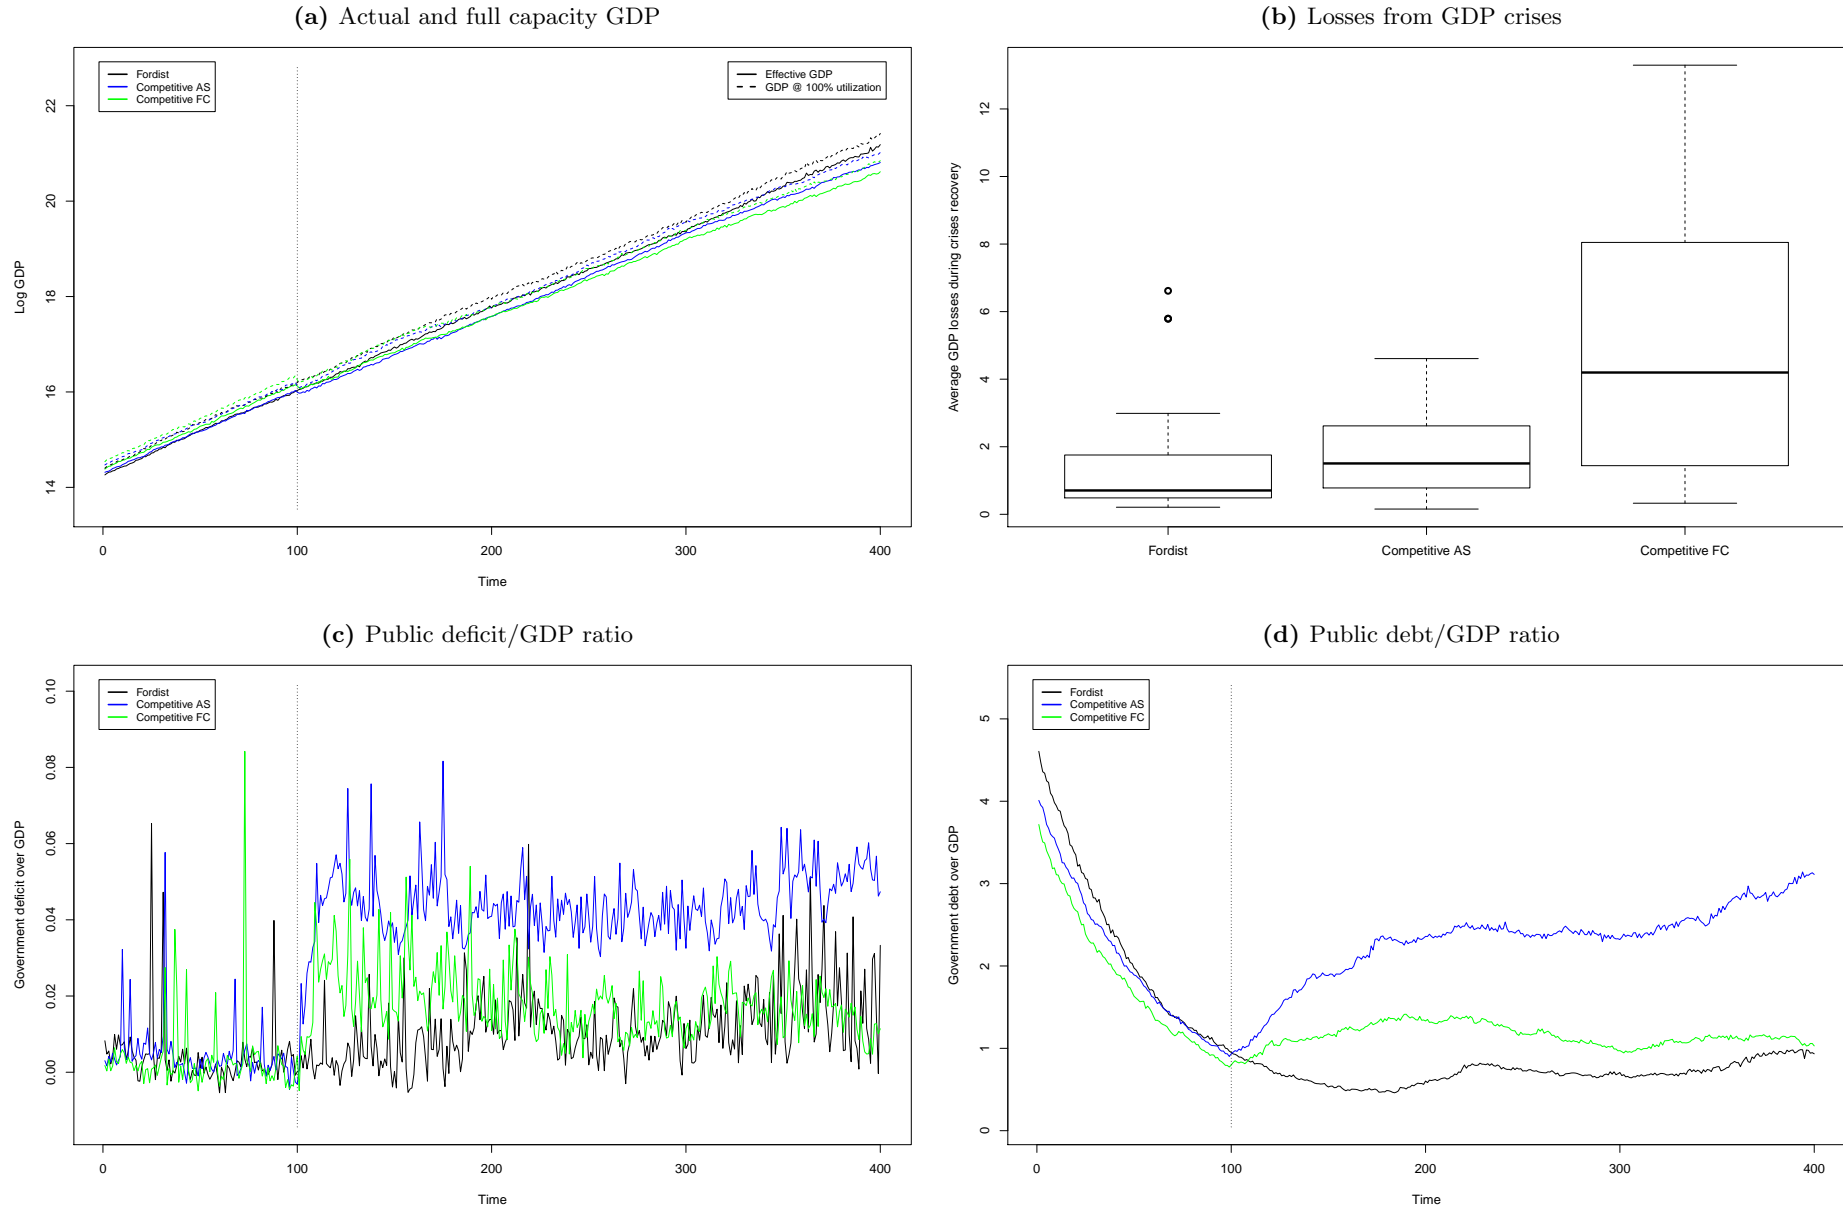 (a) Actual and full capacity GDP
Fordist
Competitive AS
Competitive FC
Effective GDP
GDP @ 100% utilization
Log GDP
22
20
18
16
14
0 100 200 300 400
Time
(b) Losses from GDP crises
Average GDP losses during crises recovery
12
10
8
6
4
2
0
Fordist Competitive AS Competitive FC
(c) Public deficit/GDP ratio
Fordist
Competitive AS
Competitive FC
Government deficit over GDP
0.10
0.08
0.06
0.04
0.02
0.00
0 100 200 300 400
Time
(d) Public debt/GDP ratio
Fordist
Competitive AS
Competitive FC
Government debt over GDP
5
4
3
2
1
0
0 100 200 300 400
Time